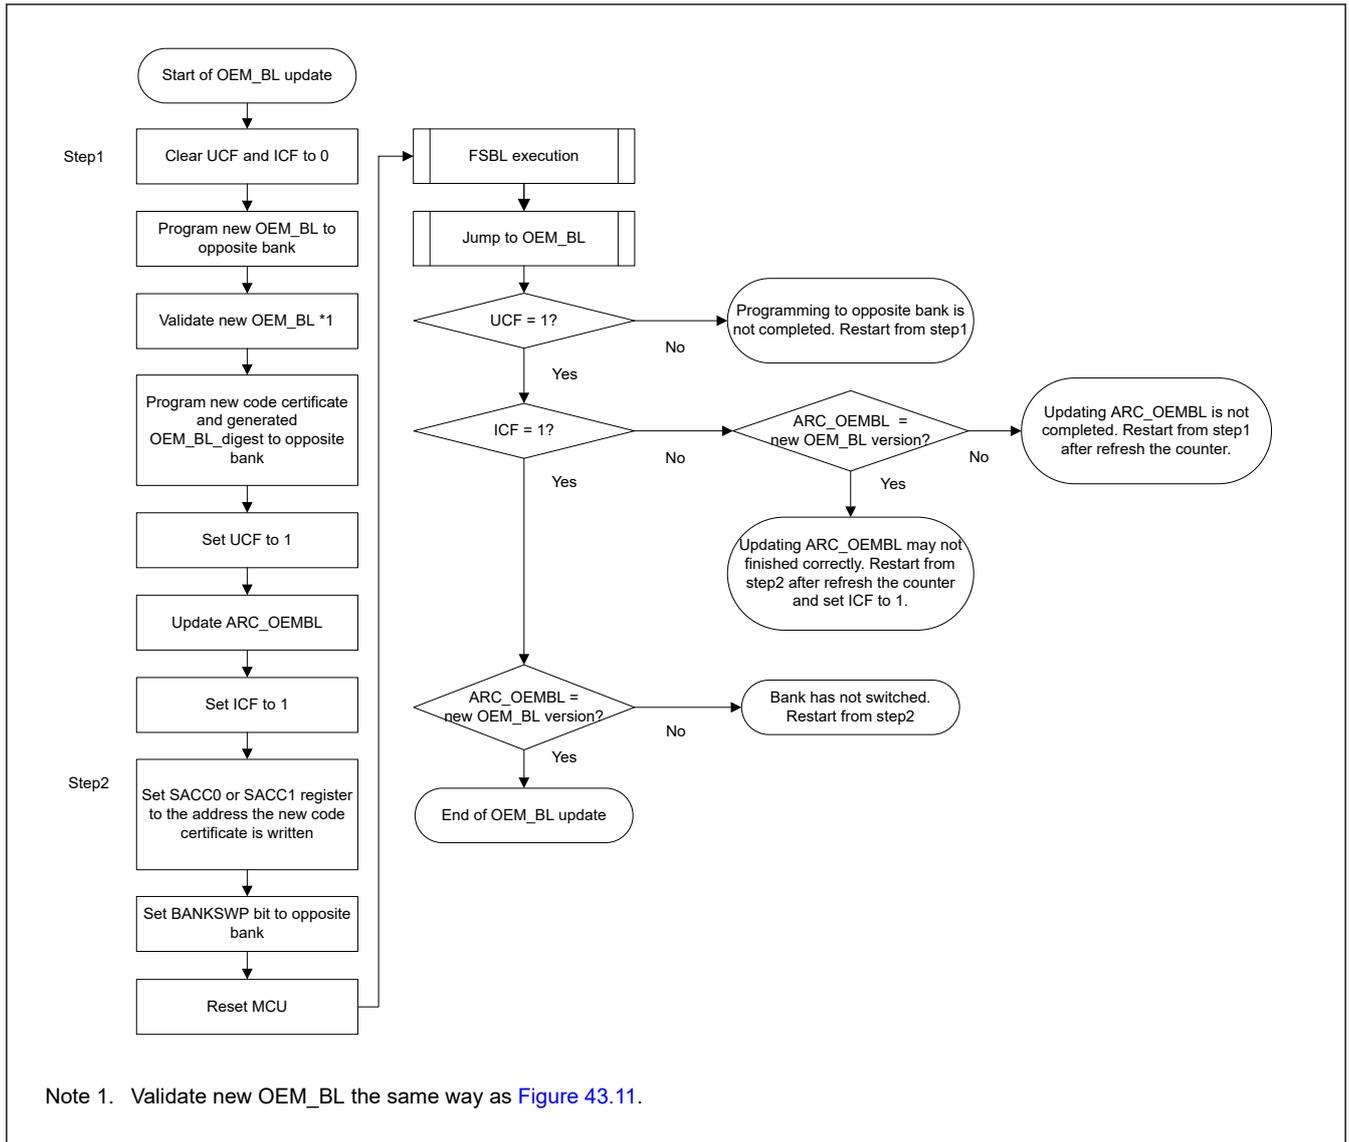 Start of OEM_BL update
Step1
Clear UCF and ICF to 0
Program new OEM_BL to
opposite bank
Validate new OEM_BL *1
Program new code certificate
and generated
OEM_BL_digest to opposite
bank
Set UCF to 1
Update ARC_OEMBL
Set ICF to 1
Step2
Set SACC0 or SACC1 register
to the address the new code
certificate is written
Set BANKSWP bit to opposite
bank
Reset MCU
FSBL execution
Jump to OEM_BL
UCF = 1?
No
Programming to opposite bank is
not completed. Restart from step1
Yes
ICF = 1?
No
ARC_OEMBL =
new OEM_BL version?
No
Updating ARC_OEMBL is not
completed. Restart from step1
after refresh the counter.
Yes
Updating ARC_OEMBL may not
finished correctly. Restart from
step2 after refresh the counter
and set ICF to 1.
Yes
ARC_OEMBL =
new OEM_BL version?
No
Bank has not switched.
Restart from step2
Yes
End of OEM_BL update
Note 1. Validate new OEM_BL the same way as Figure 43.11.